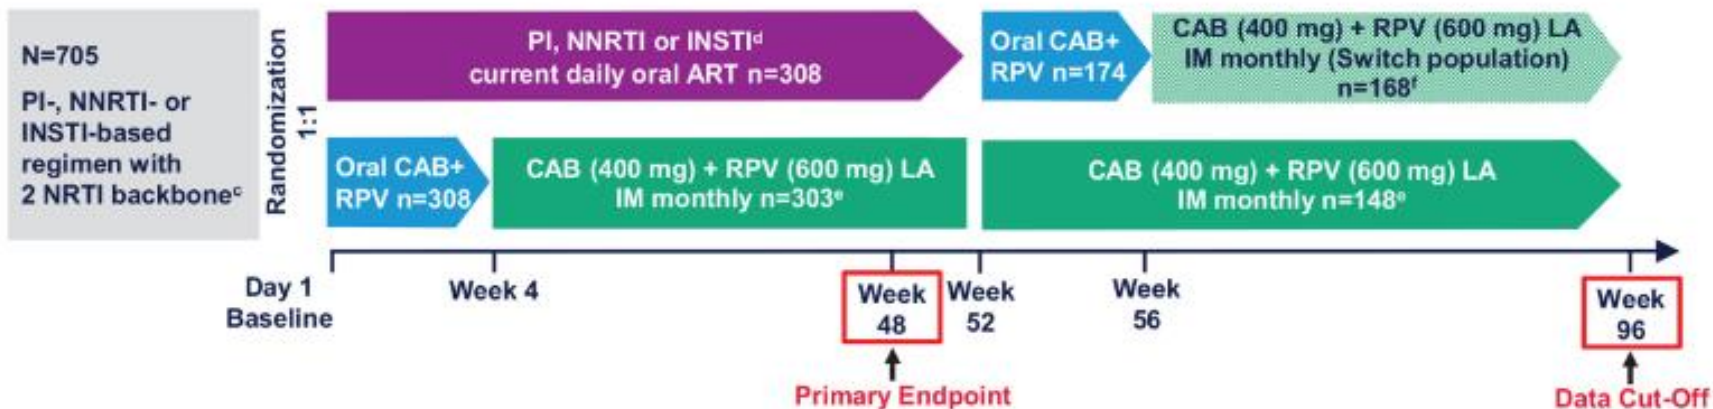 N=705
PI-, NNRTI- or
INSTI-based
regimen with
2 NRTI backboneᶜ
Randomization
1:1
PI, NNRTI or INSTIᵈ
current daily oral ART n=308
Oral CAB+
RPV n=174
CAB (400 mg) + RPV (600 mg) LA
IM monthly (Switch population)
n=168ᶠ
Oral CAB+
RPV n=308
CAB (400 mg) + RPV (600 mg) LA
IM monthly n=303ᵉ
CAB (400 mg) + RPV (600 mg) LA
IM monthly n=148ᵉ
Day 1
Baseline
Week 4
Week
48
Week
52
Week
56
Week
96
Primary Endpoint
Data Cut-Off